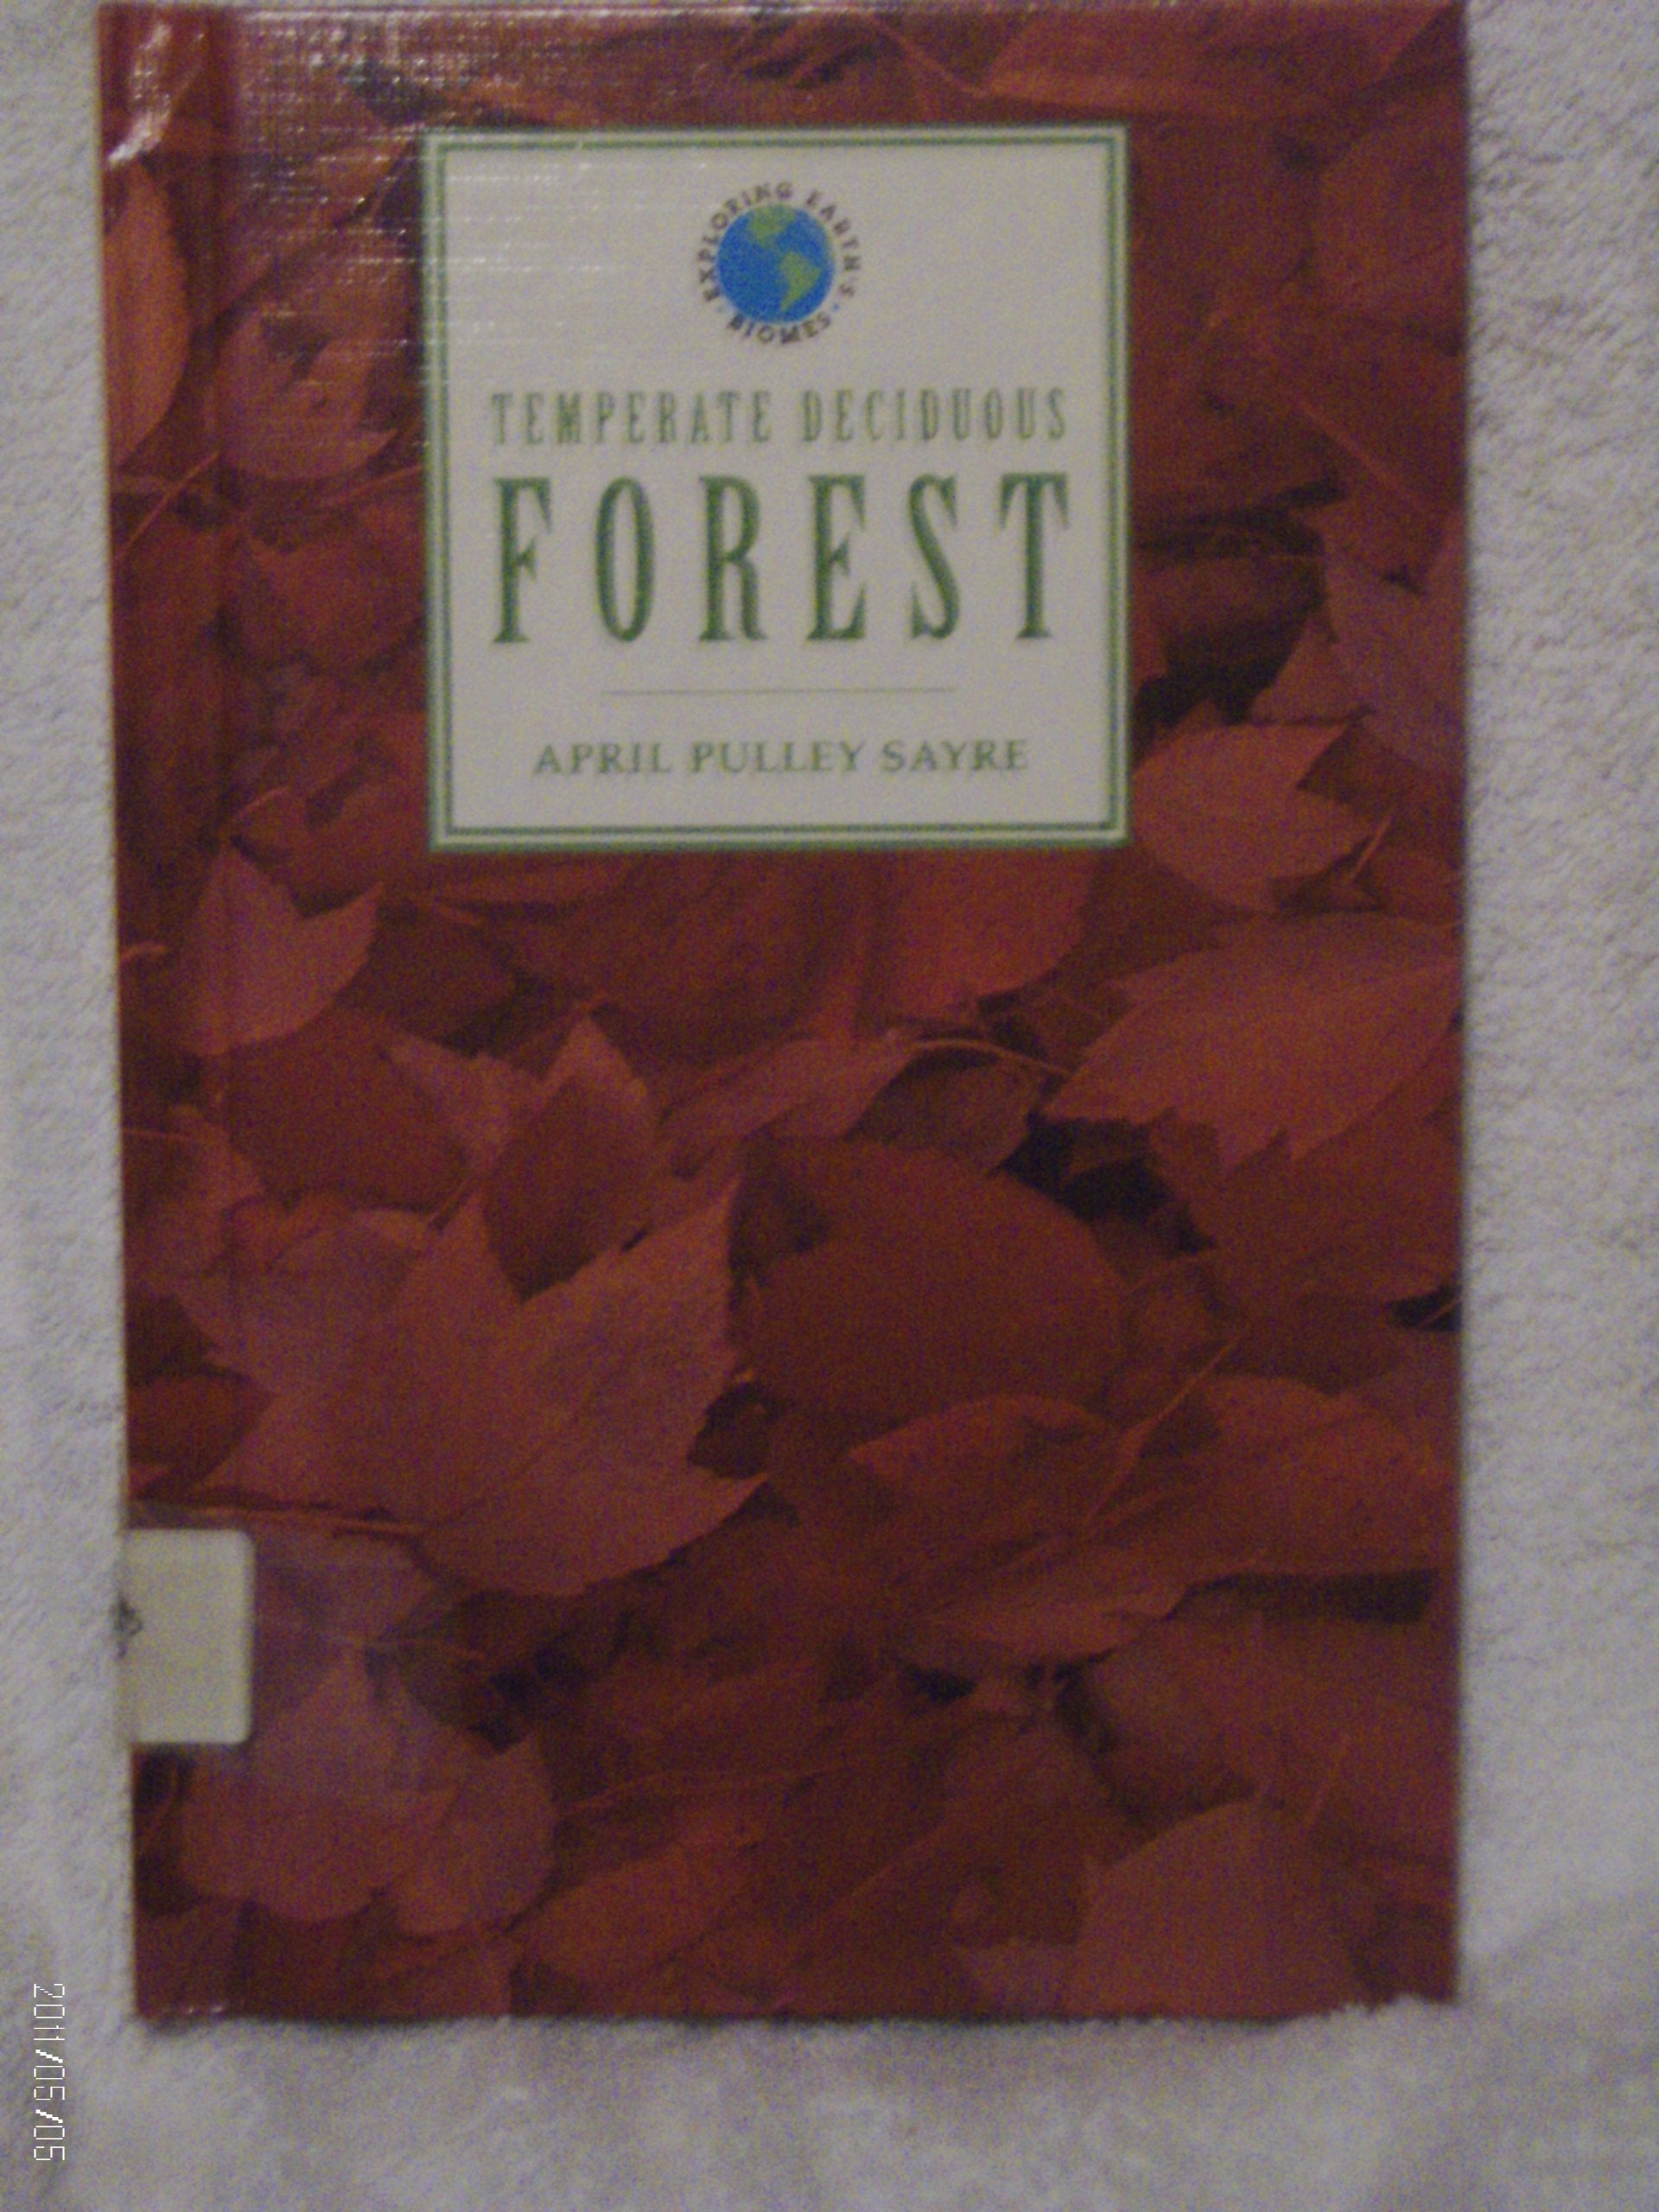 EXPLORING EARTH'S
• BIOMES •
TEMPERATE DECIDUOUS
FOREST
APRIL PULLEY SAYRE
2011/05/05